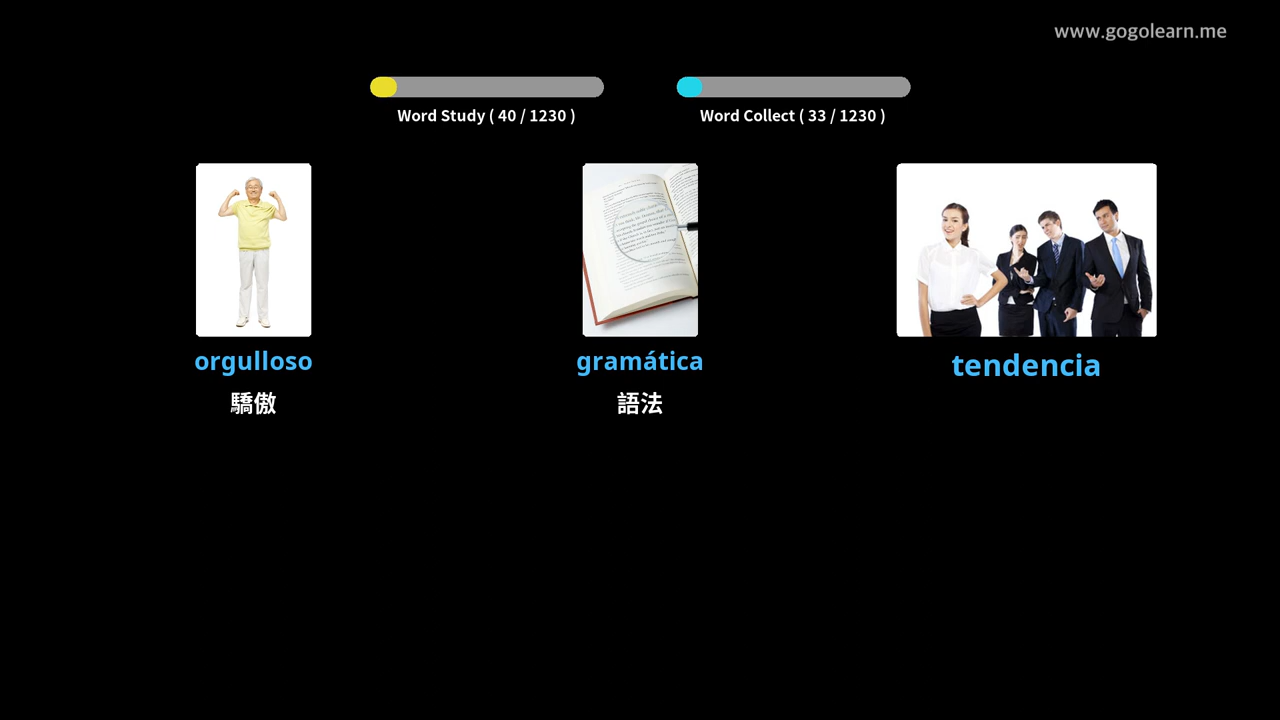 www.gogolearn.me
Word Study ( 40 / 1230 )
Word Collect ( 33 / 1230 )
orgulloso
驕傲
gramática
語法
tendencia